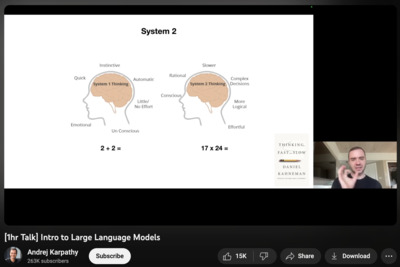 System 2
Instinctive
Quick
Automatic
System 1 Thinking
Little/
No Effort
Emotional
Un-Conscious
2 + 2 =
Slower
Rational
Complex
Decisions
System 2 Thinking
Conscious
More
Logical
Effortful
17 x 24 =
THINKING,
FAST AND SLOW
DANIEL
KAHNEMAN
[1hr Talk] Intro to Large Language Models
Andrej Karpathy
263K subscribers
Subscribe
15K
Share
Download